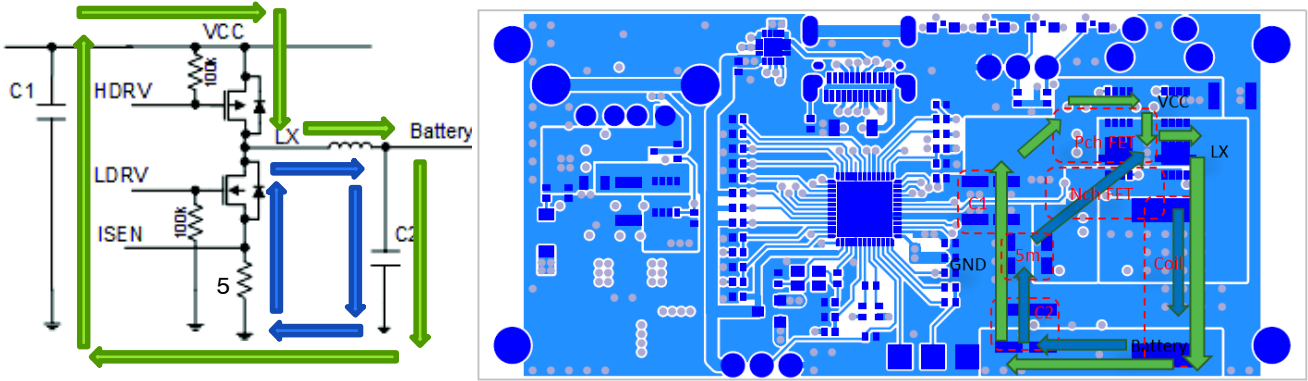 VCC
C1
100k
HDRV
LX
Battery
LDRV
100k
ISEN
C2
5
VCC
Pch FET
LX
Nch FET
C1
GND
5m
Coil
C2
Battery